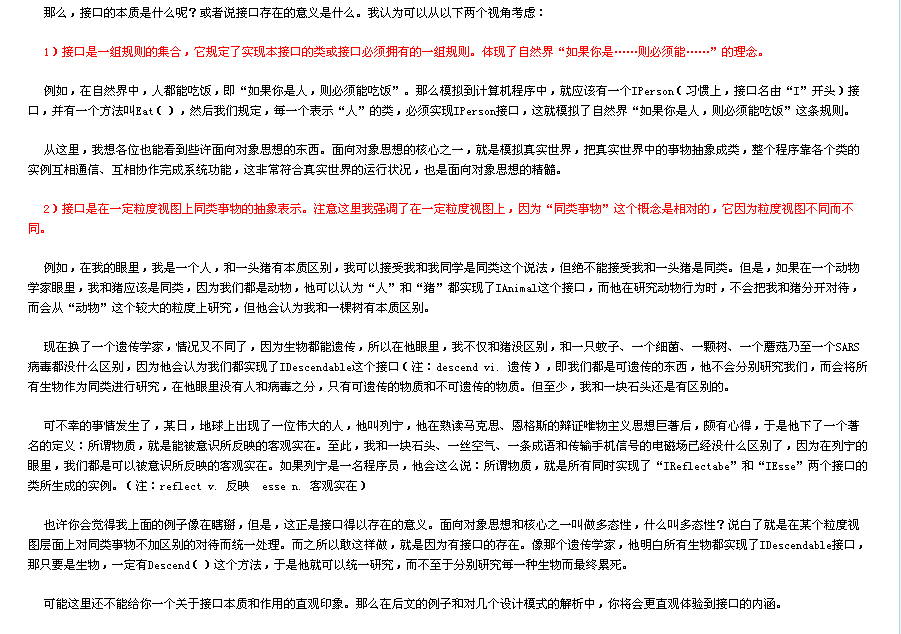 那么，接口的本质是什么呢？或者说接口存在的意义是什么。我认为可以从以下两个视角考虑：
1）接口是一组规则的集合，它规定了实现本接口的类或接口必须拥有的一组规则。体现了自然界“如果你是……则必须能……”的理念。
例如，在自然界中，人都能吃饭，即“如果你是人，则必须能吃饭”。那么模拟到计算机程序中，就应该有一个IPerson（习惯上，接口名由“I”开头）接
口，并有一个方法叫Eat（），然后我们规定，每一个表示“人”的类，必须实现IPerson接口，这就模拟了自然界“如果你是人，则必须能吃饭”这条规则。
从这里，我想各位也能看到些许面向对象思想的东西。面向对象思想的核心之一，就是模拟真实世界，把真实世界中的事物抽象成类，整个程序靠各个类的
实例互相通信、互相协作完成系统功能，这非常符合真实世界的运行状况，也是面向对象思想的精髓。
2）接口是在一定粒度视图上同类事物的抽象表示。注意这里我强调了在一定粒度视图上，因为“同类事物”这个概念是相对的，它因为粒度视图不同而不
同。
例如，在我的眼里，我是一个人，和一头猪有本质区别，我可以接受我和我同学是同类这个说法，但绝不能接受我和一头猪是同类。但是，如果在一个动物
学家眼里，我和猪应该是同类，因为我们都是动物，他可以认为“人”和“猪”都实现了IAnimal这个接口，而他在研究动物行为时，不会把我和猪分开对待，
而会从“动物”这个较大的粒度上研究，但他会认为我和一棵树有本质区别。
现在换了一个遗传学家，情况又不同了，因为生物都能遗传，所以在他眼里，我不仅和猪没区别，和一只蚊子、一个细菌、一颗树、一个蘑菇乃至一个SARS
病毒都没什么区别，因为他会认为我们都实现了IDescendable这个接口（注：descend vi. 遗传），即我们都是可遗传的东西，他不会分别研究我们，而会将所
有生物作为同类进行研究，在他眼里没有人和病毒之分，只有可遗传的物质和不可遗传的物质。但至少，我和一块石头还是有区别的。
可不幸的事情发生了，某日，地球上出现了一位伟大的人，他叫列宁，他在熟读马克思、恩格斯的辩证唯物主义思想巨著后，颇有心得，于是他下了一个著
名的定义：所谓物质，就是能被意识所反映的客观实在。至此，我和一块石头、一丝空气、一条成语和传输手机信号的电磁场已经没什么区别了，因为在列宁的
眼里，我们都是可以被意识所反映的客观实在。如果列宁是一名程序员，他会这么说：所谓物质，就是所有同时实现了“IReflectabe”和“IEsse”两个接口的
类所生成的实例。（注：reflect v. 反映  esse n. 客观实在）
也许你会觉得我上面的例子像在瞎掰，但是，这正是接口得以存在的意义。面向对象思想和核心之一叫做多态性，什么叫多态性？说白了就是在某个粒度视
图层面上对同类事物不加区别的对待而统一处理。而之所以敢这样做，就是因为有接口的存在。像那个遗传学家，他明白所有生物都实现了IDescendable接口，
那只要是生物，一定有Descend（）这个方法，于是他就可以统一研究，而不至于分别研究每一种生物而最终累死。
可能这里还不能给你一个关于接口本质和作用的直观印象。那么在后文的例子和对几个设计模式的解析中，你将会更直观体验到接口的内涵。